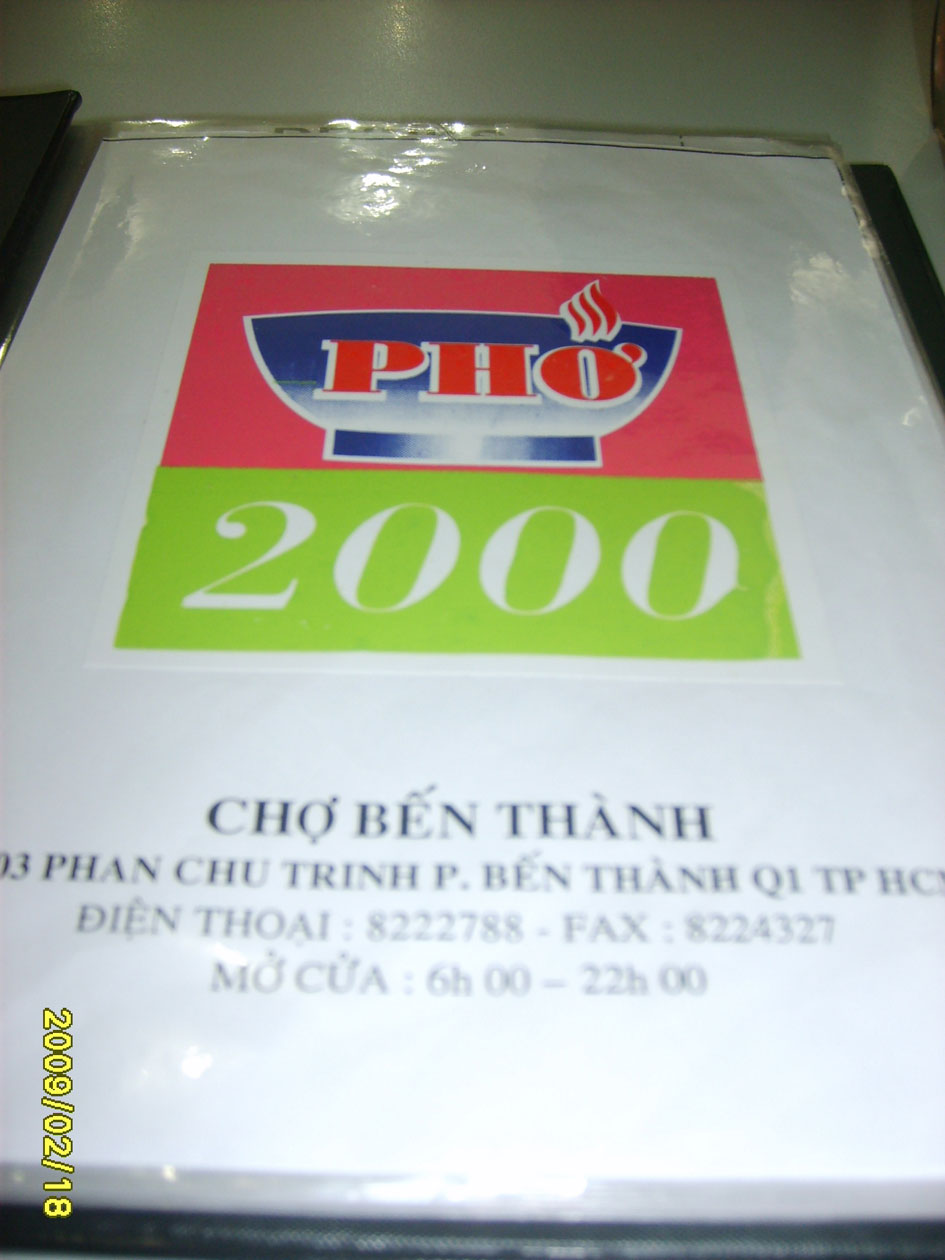 PHỞ
2000
CHỢ BẾN THÀNH
03 PHAN CHU TRINH P. BẾN THÀNH Q1 TP HCM
ĐIỆN THOẠI : 8222788 - FAX : 8224327
MỞ CỬA : 6h 00 – 22h 00
2009/02/18